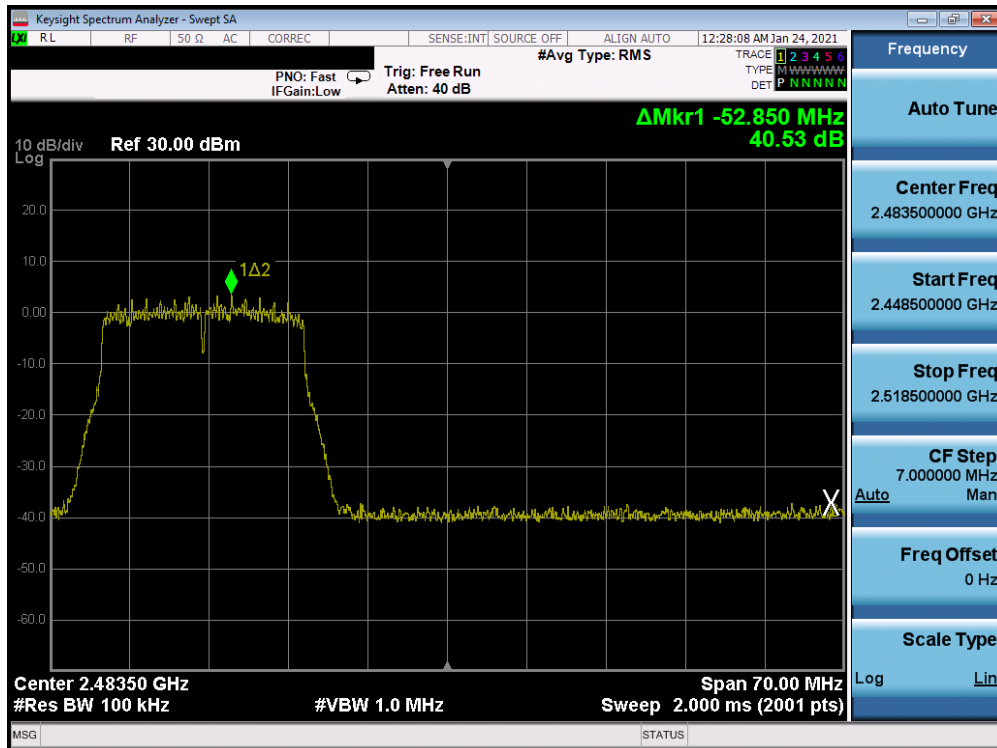 Keysight Spectrum Analyzer - Swept SA
LXI RL RF 50 Ω AC CORREC SENSE:INT SOURCE OFF ALIGN AUTO 12:28:08 AM Jan 24, 2021
#Avg Type: RMS
TRACE 1 2 3 4 5 6
TYPE M W W W W W
DET P N N N N N
PNO: Fast Trig: Free Run
IFGain:Low Atten: 40 dB
ΔMkr1 -52.850 MHz
40.53 dB
10 dB/div Ref 30.00 dBm
Log
20.0
10.0
0.00
-10.0
-20.0
-30.0
-40.0
-50.0
-60.0
1Δ2
X
Center 2.48350 GHz Span 70.00 MHz
#Res BW 100 kHz #VBW 1.0 MHz Sweep 2.000 ms (2001 pts)
MSG STATUS
Frequency
Auto Tune
Center Freq
2.483500000 GHz
Start Freq
2.448500000 GHz
Stop Freq
2.518500000 GHz
CF Step
7.000000 MHz
Auto Man
Freq Offset
0 Hz
Scale Type
Log Lin